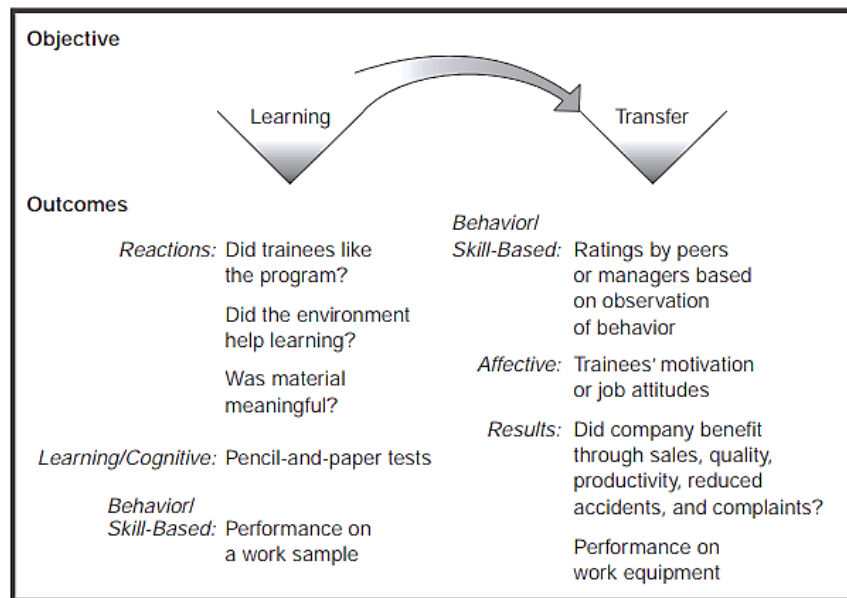 Objective
Learning
Transfer
Outcomes
Reactions: Did trainees like
the program?
Did the environment
help learning?
Was material
meaningful?
Learning/Cognitive: Pencil-and-paper tests
Behavior/
Skill-Based: Performance on
a work sample
Behavior/
Skill-Based: Ratings by peers
or managers based
on observation
of behavior
Affective: Trainees' motivation
or job attitudes
Results: Did company benefit
through sales, quality,
productivity, reduced
accidents, and complaints?
Performance on
work equipment